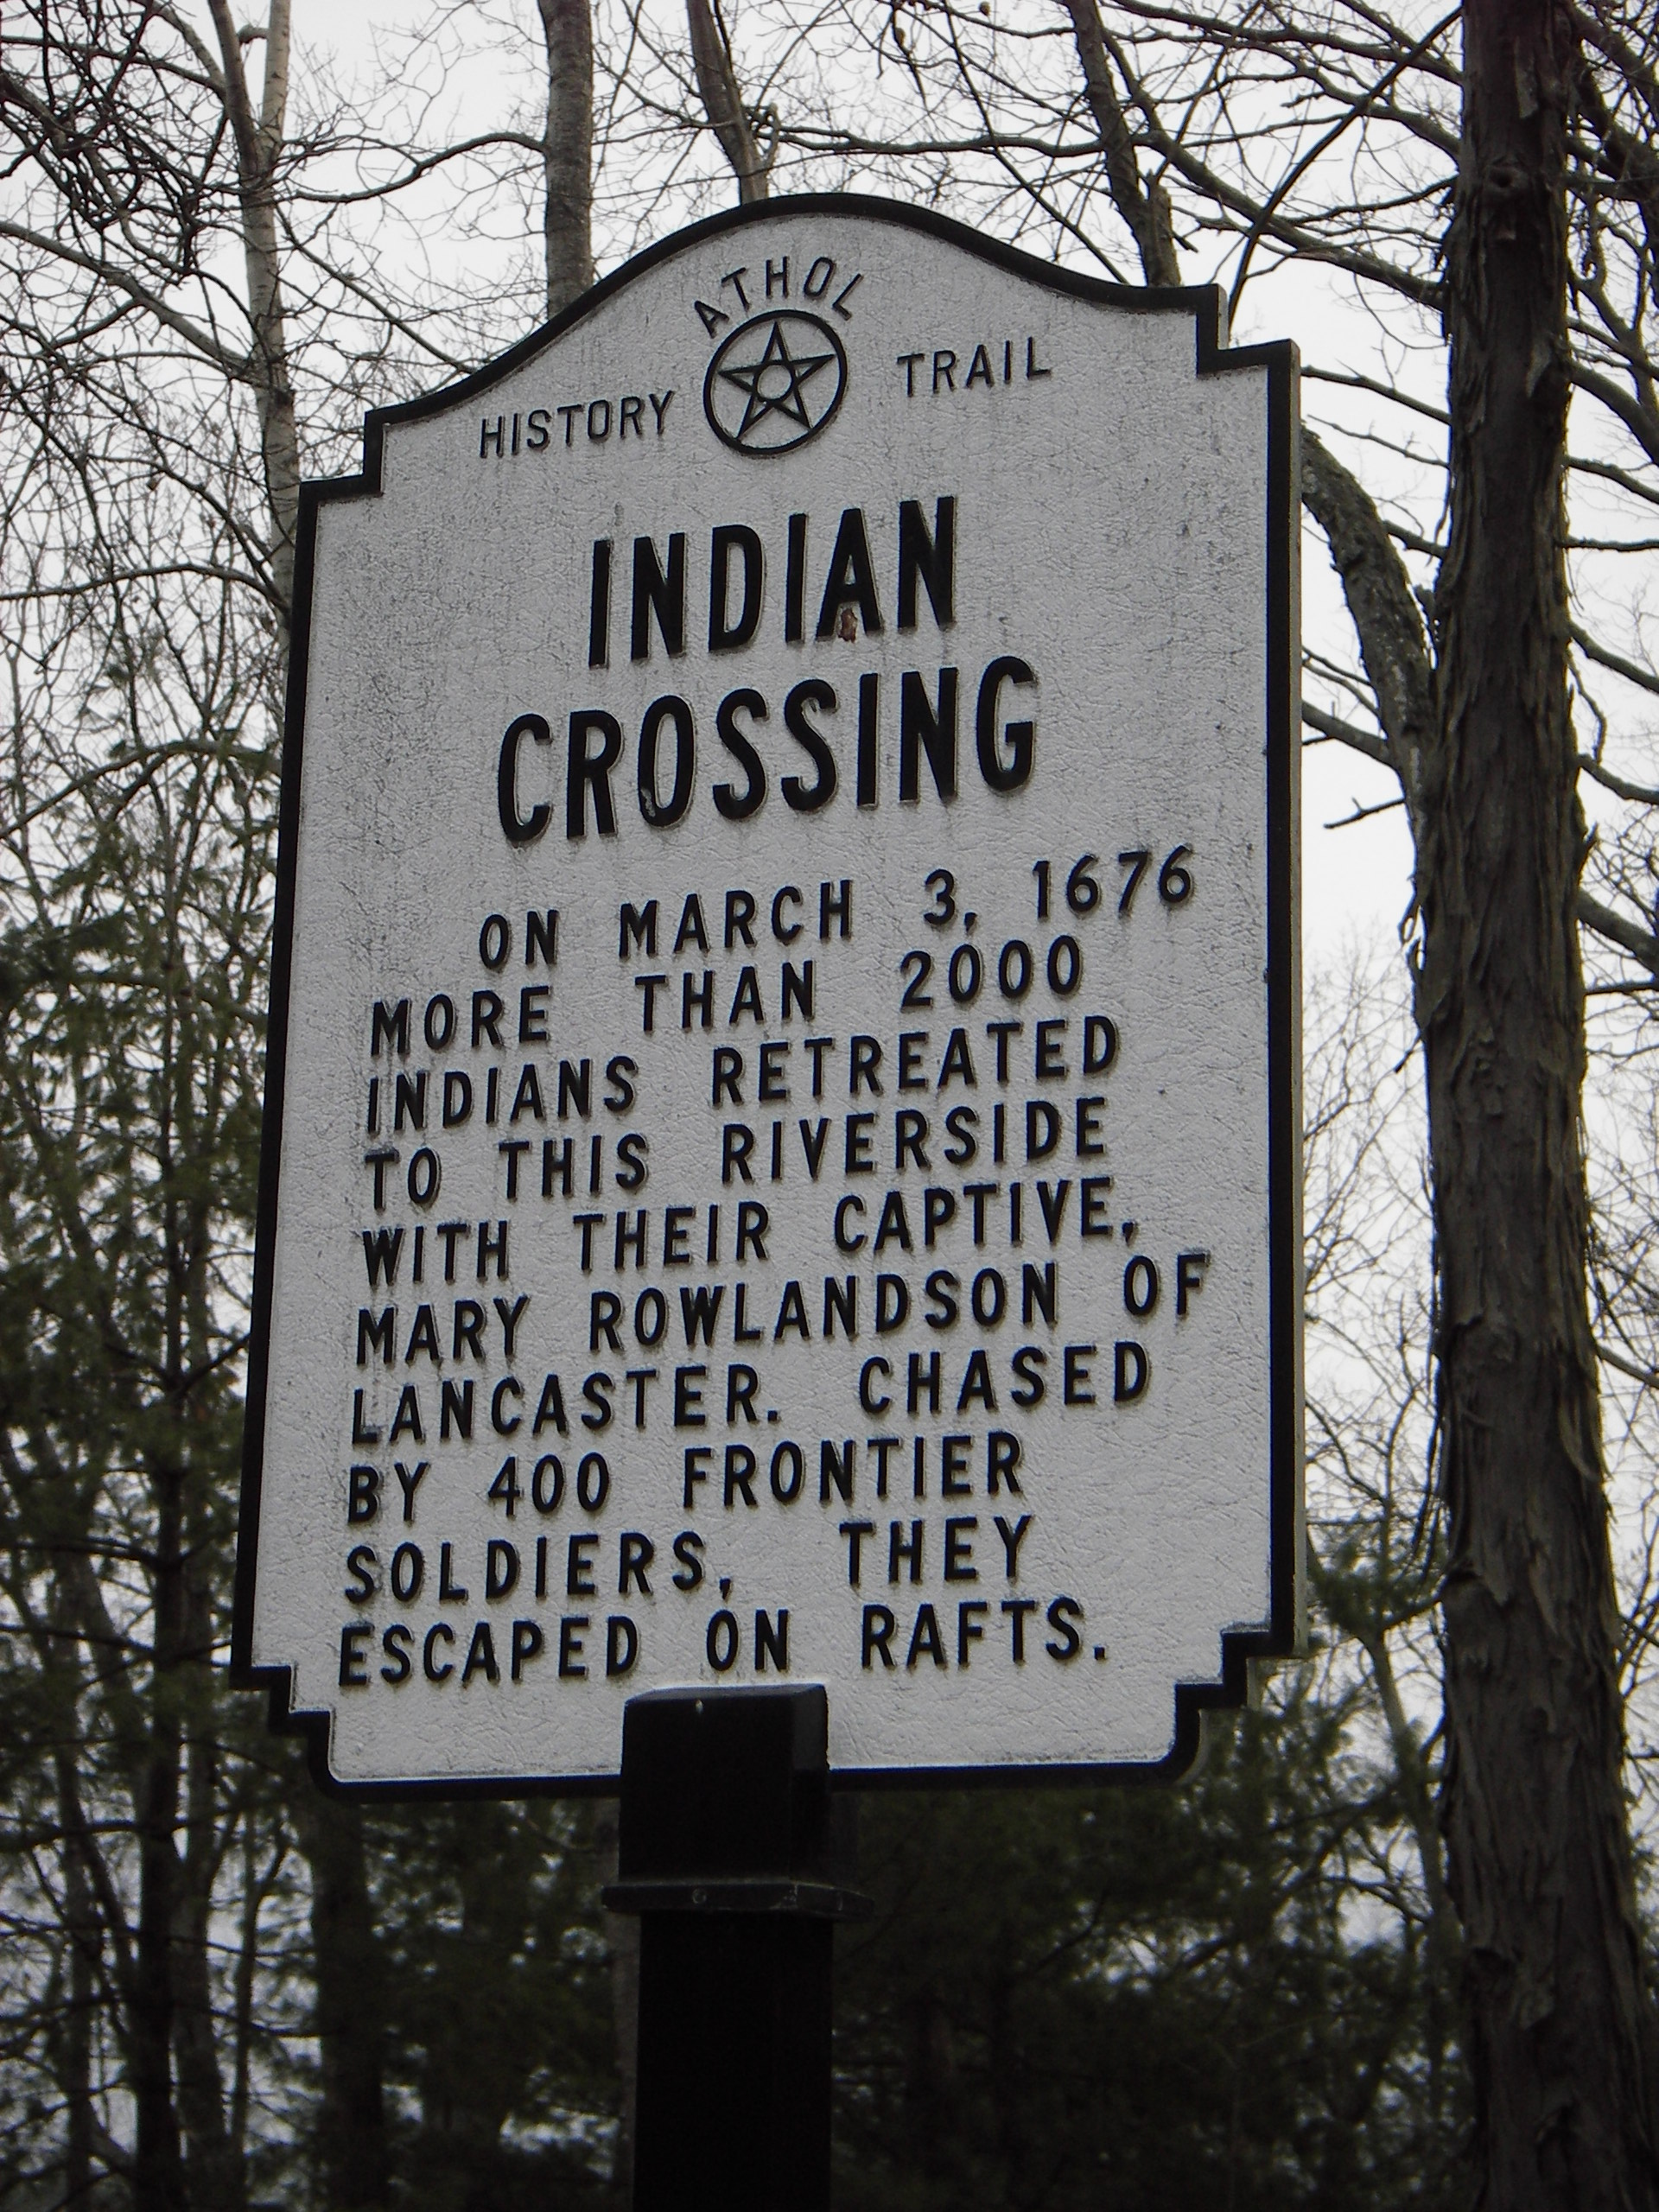 ATHOL
HISTORY TRAIL
INDIAN
CROSSING
ON MARCH 3, 1676
MORE THAN 2000
INDIANS RETREATED
TO THIS RIVERSIDE
WITH THEIR CAPTIVE,
MARY ROWLANDSON OF
LANCASTER. CHASED
BY 400 FRONTIER
SOLDIERS, THEY
ESCAPED ON RAFTS.